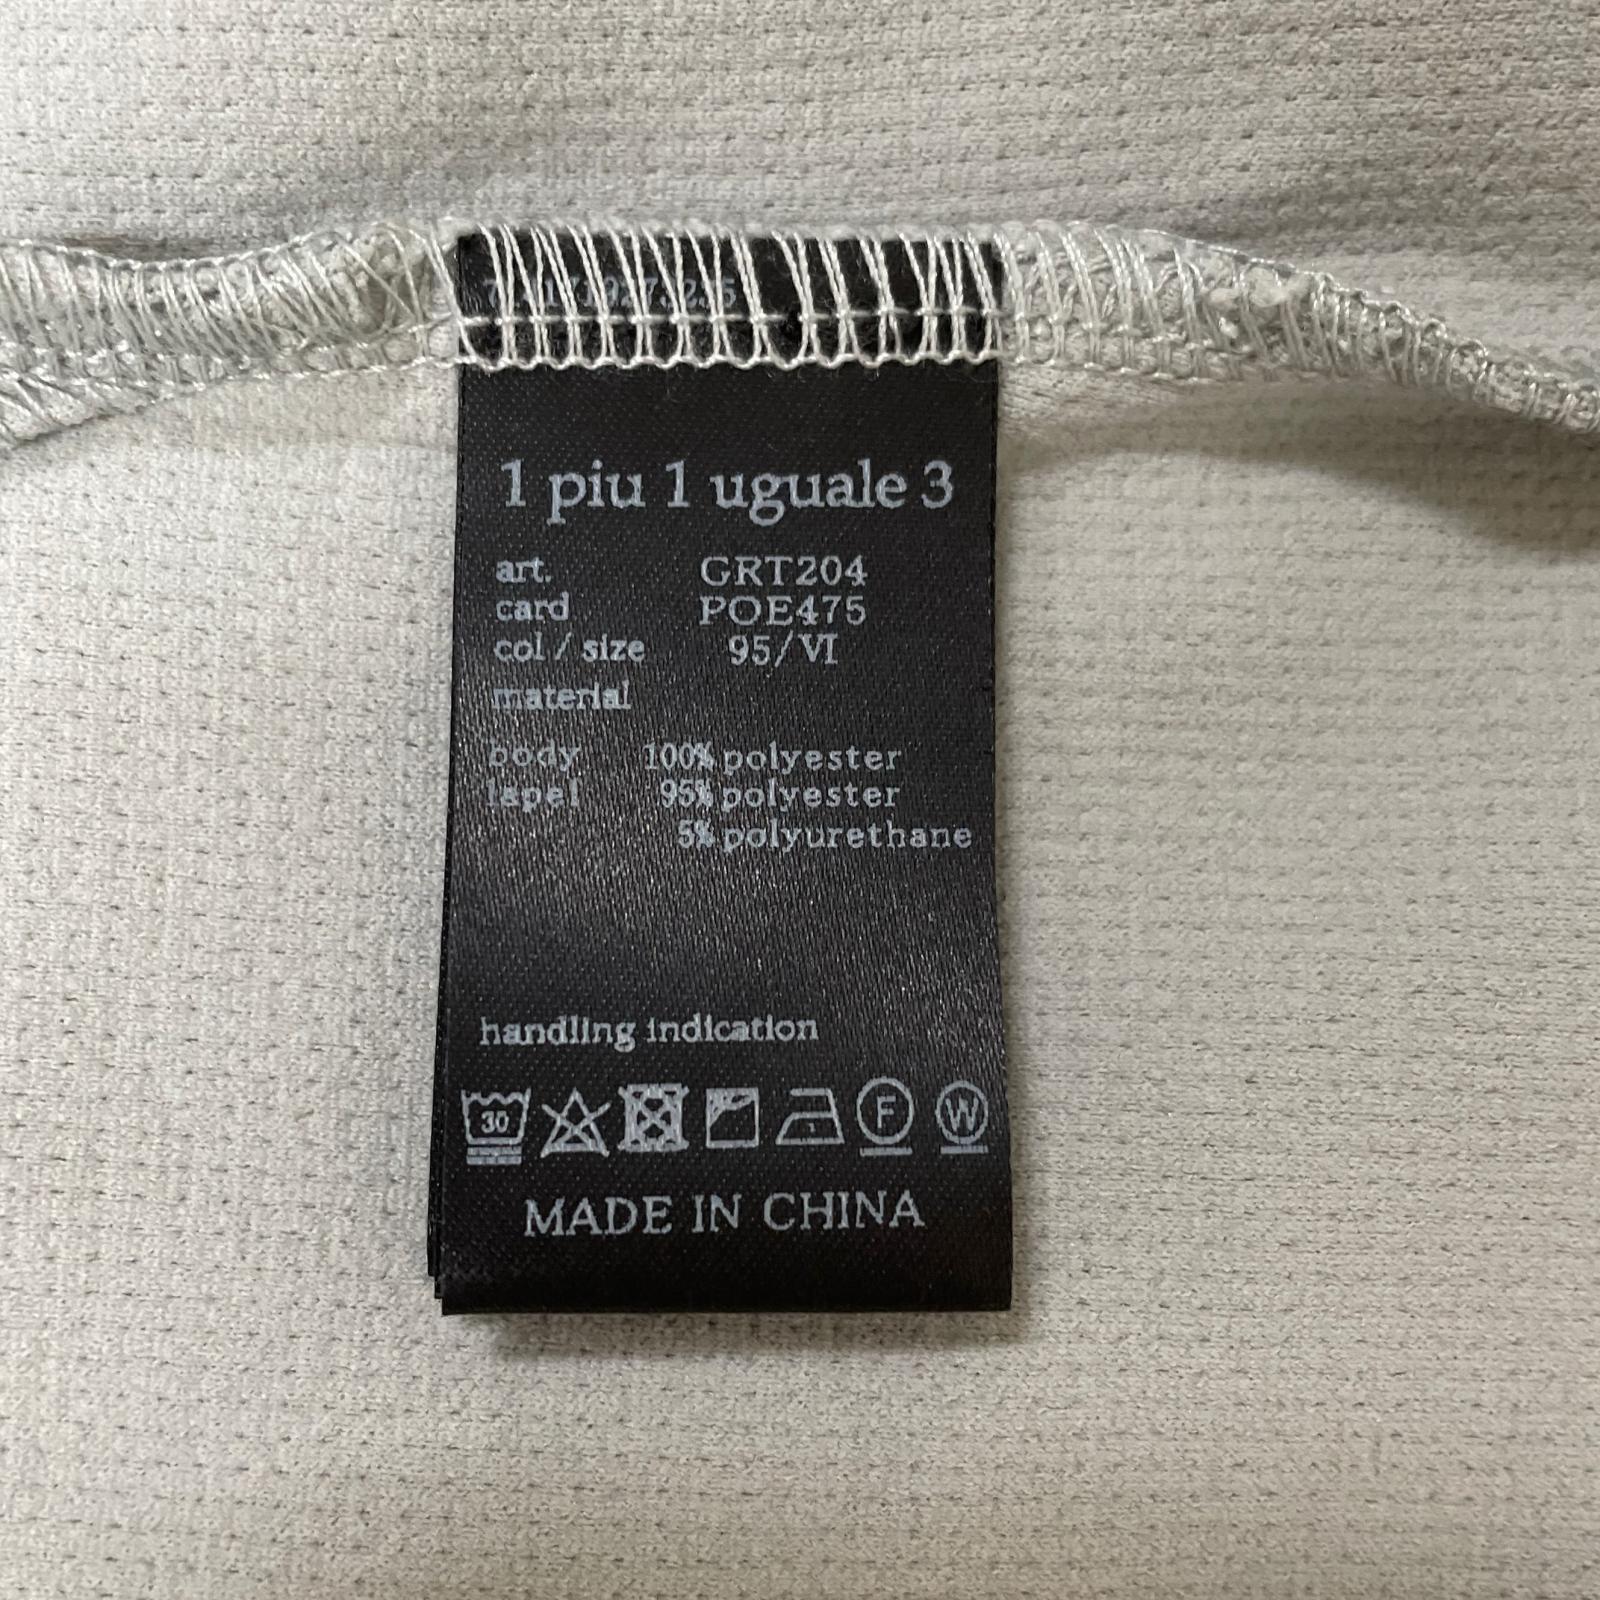 1 piu 1 uguale 3
art. GRT204
card POE475
col / size 95/VI
material
body 100% polyester
lapel 95% polyester
5% polyurethane
handling indication
30 F W
MADE IN CHINA